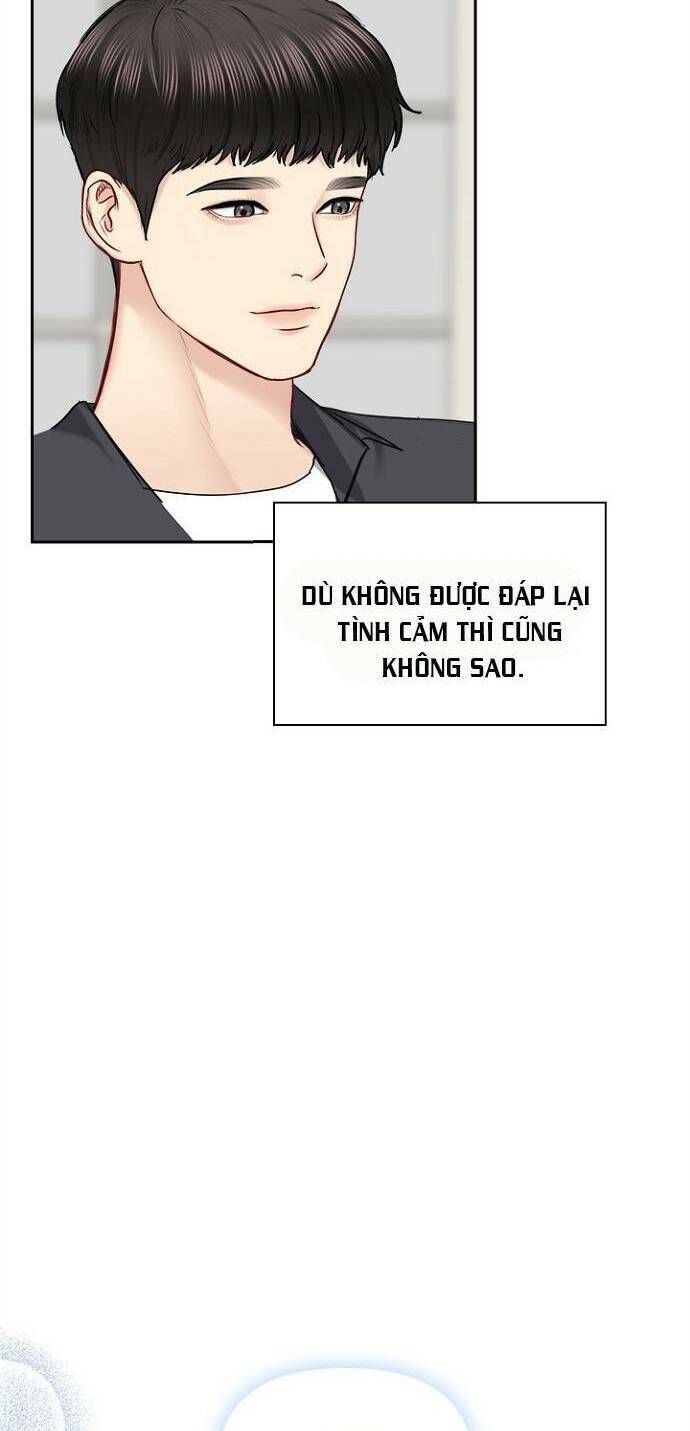 DÙ KHÔNG ĐƯỢC ĐÁP LẠI
TÌNH CẢM THÌ CŨNG
KHÔNG SAO.